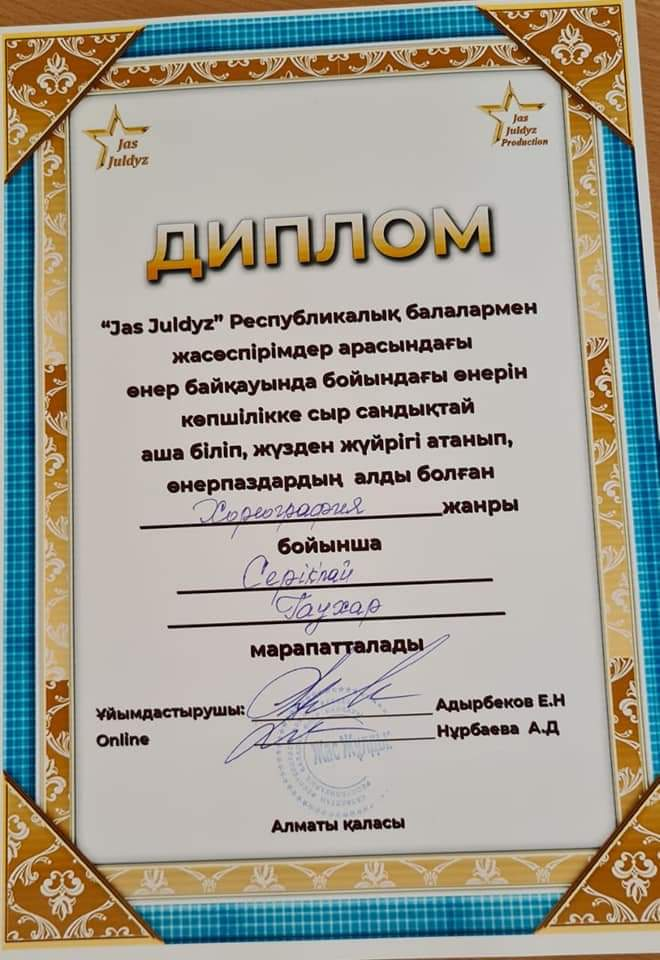 Jas
Juldyz
Jas
Juldyz
Production
ДИПЛОМ
“Jas Juldyz” Республикалық балалармен
жасөспірімдер арасындағы
өнер байқауында бойындағы өнерін
көпшілікке сыр сандықтай
аша біліп, жүзден жүйрігі атанып,
өнерпаздардың алды болған
Хореография жанры
бойынша
Серікпай
Гаухар
марапатталады
Ұйымдастырушы: Адырбеков Е.Н
Online Нұрбаева А.Д
Жас Жұлдыз
Алматы қаласы